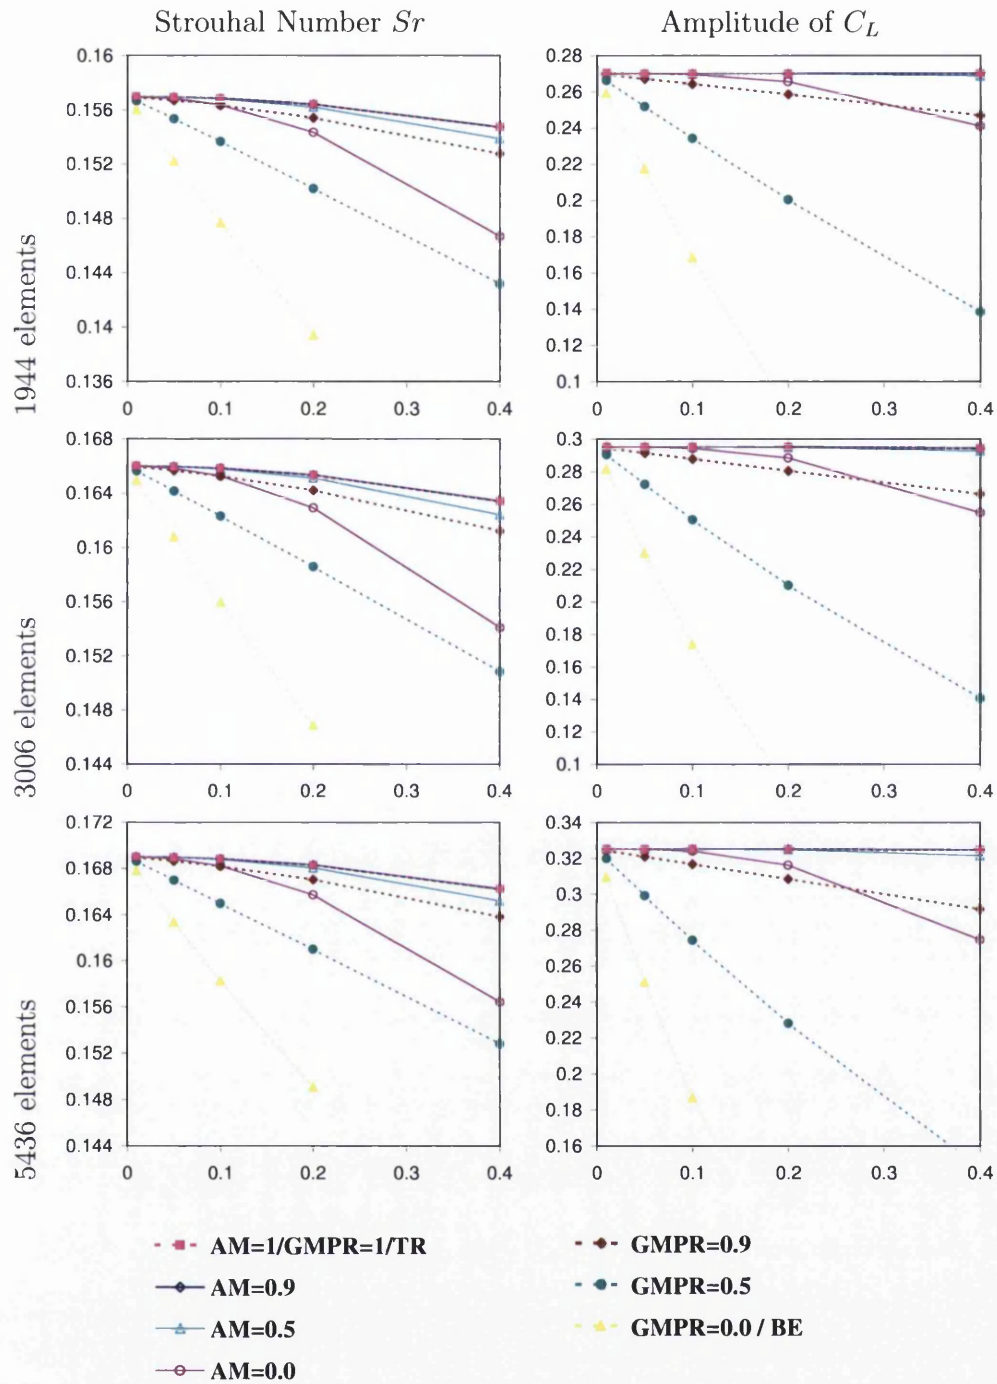 Strouhal Number Sr
Amplitude of C_L
1944 elements
0.16
0.156
0.152
0.148
0.144
0.14
0.136
0 0.1 0.2 0.3 0.4
0.28
0.26
0.24
0.22
0.2
0.18
0.16
0.14
0.12
0.1
0 0.1 0.2 0.3 0.4
3006 elements
0.168
0.164
0.16
0.156
0.152
0.148
0.144
0 0.1 0.2 0.3 0.4
0.3
0.28
0.26
0.24
0.22
0.2
0.18
0.16
0.14
0.12
0.1
0 0.1 0.2 0.3 0.4
5436 elements
0.172
0.168
0.164
0.16
0.156
0.152
0.148
0.144
0 0.1 0.2 0.3 0.4
0.34
0.32
0.3
0.28
0.26
0.24
0.22
0.2
0.18
0.16
0 0.1 0.2 0.3 0.4
AM=1/GMPR=1/TR
AM=0.9
AM=0.5
AM=0.0
GMPR=0.9
GMPR=0.5
GMPR=0.0 / BE